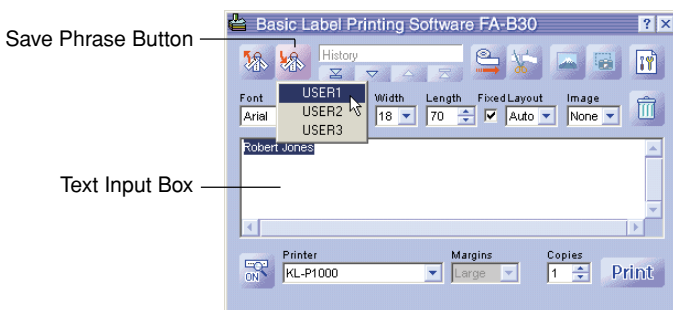 Basic Label Printing Software FA-B30
Save Phrase Button
History
USER1
USER2
USER3
Font Width Length Fixed Layout Image
Arial 18 70 Auto None
Robert Jones
Text Input Box
Printer Margins Copies
ON KL-P1000 Large 1 Print